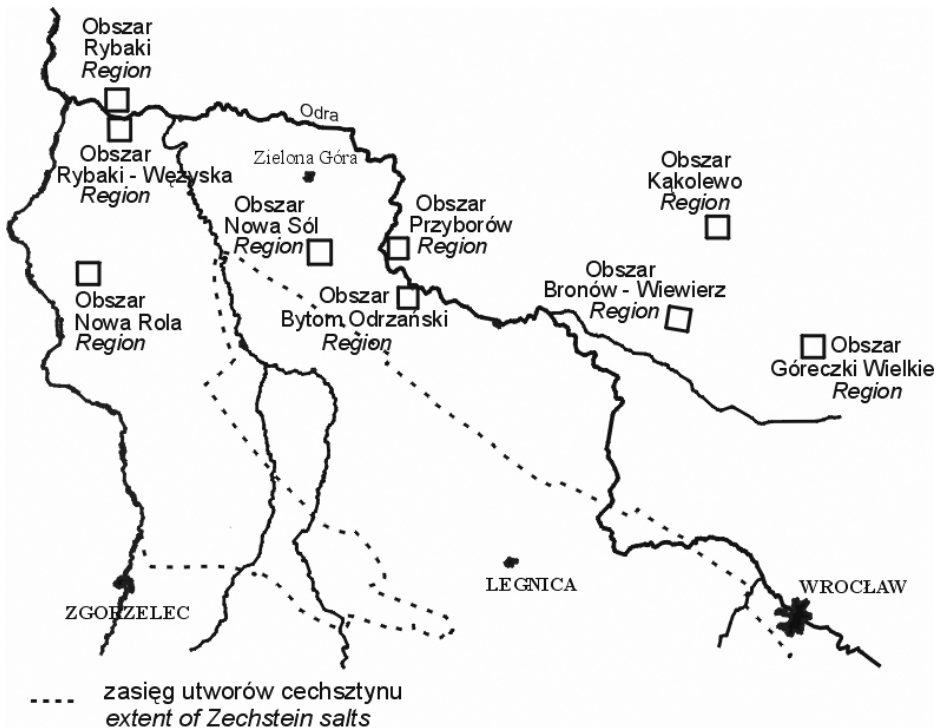 Obszar
Rybaki
Region
Odra
Obszar
Rybaki - Wężyska
Region
Zielona Góra
Obszar
Kąkolewo
Region
Obszar
Nowa Sól
Region
Obszar
Przyborów
Region
Obszar
Nowa Rola
Region
Obszar
Bytom Odrzański
Region
Obszar
Bronów - Wiewierz
Region
Obszar
Góreczki Wielkie
Region
ZGORZELEC
LEGNICA
WROCŁAW
zasięg utworów cechsztynu
extent of Zechstein salts